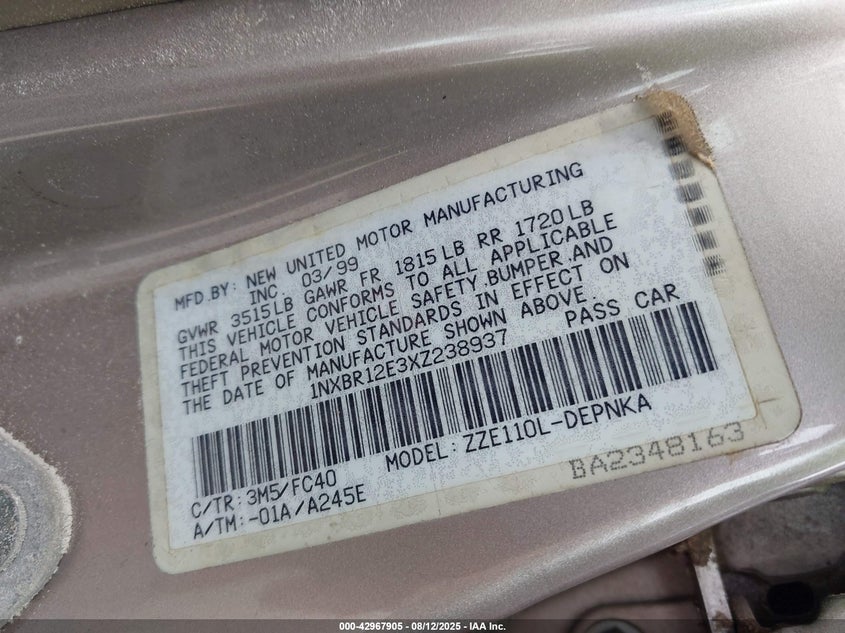 MFD.BY: NEW UNITED MOTOR MANUFACTURING
INC. 03/99
GVWR 3515LB GAWR FR 1815LB RR 1720LB
THIS VEHICLE CONFORMS TO ALL APPLICABLE
FEDERAL MOTOR VEHICLE SAFETY,BUMPER,AND
THEFT PREVENTION STANDARDS IN EFFECT ON
THE DATE OF MANUFACTURE SHOWN ABOVE
1NXBR12E3XZ238937 PASS CAR
C/TR: 3M5/FC40 MODEL: ZZE110L-DEPNKA
A/TM: -01A/A245E
BA2348163
000-42967905 - 08/12/2025 - IAA Inc.